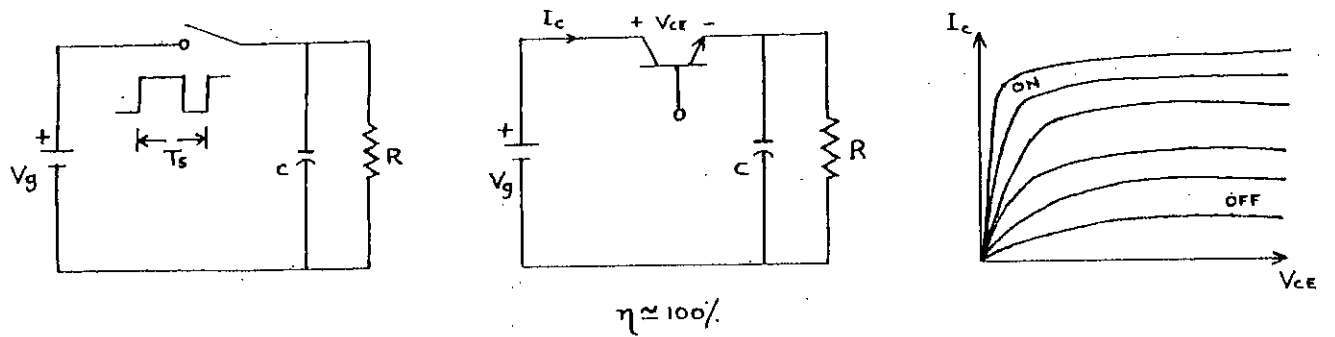 Ts
+
Vg
C
R
Ic
+ VCE -
+
Vg
C
R
η ≃ 100%
Ic
ON
OFF
VCE